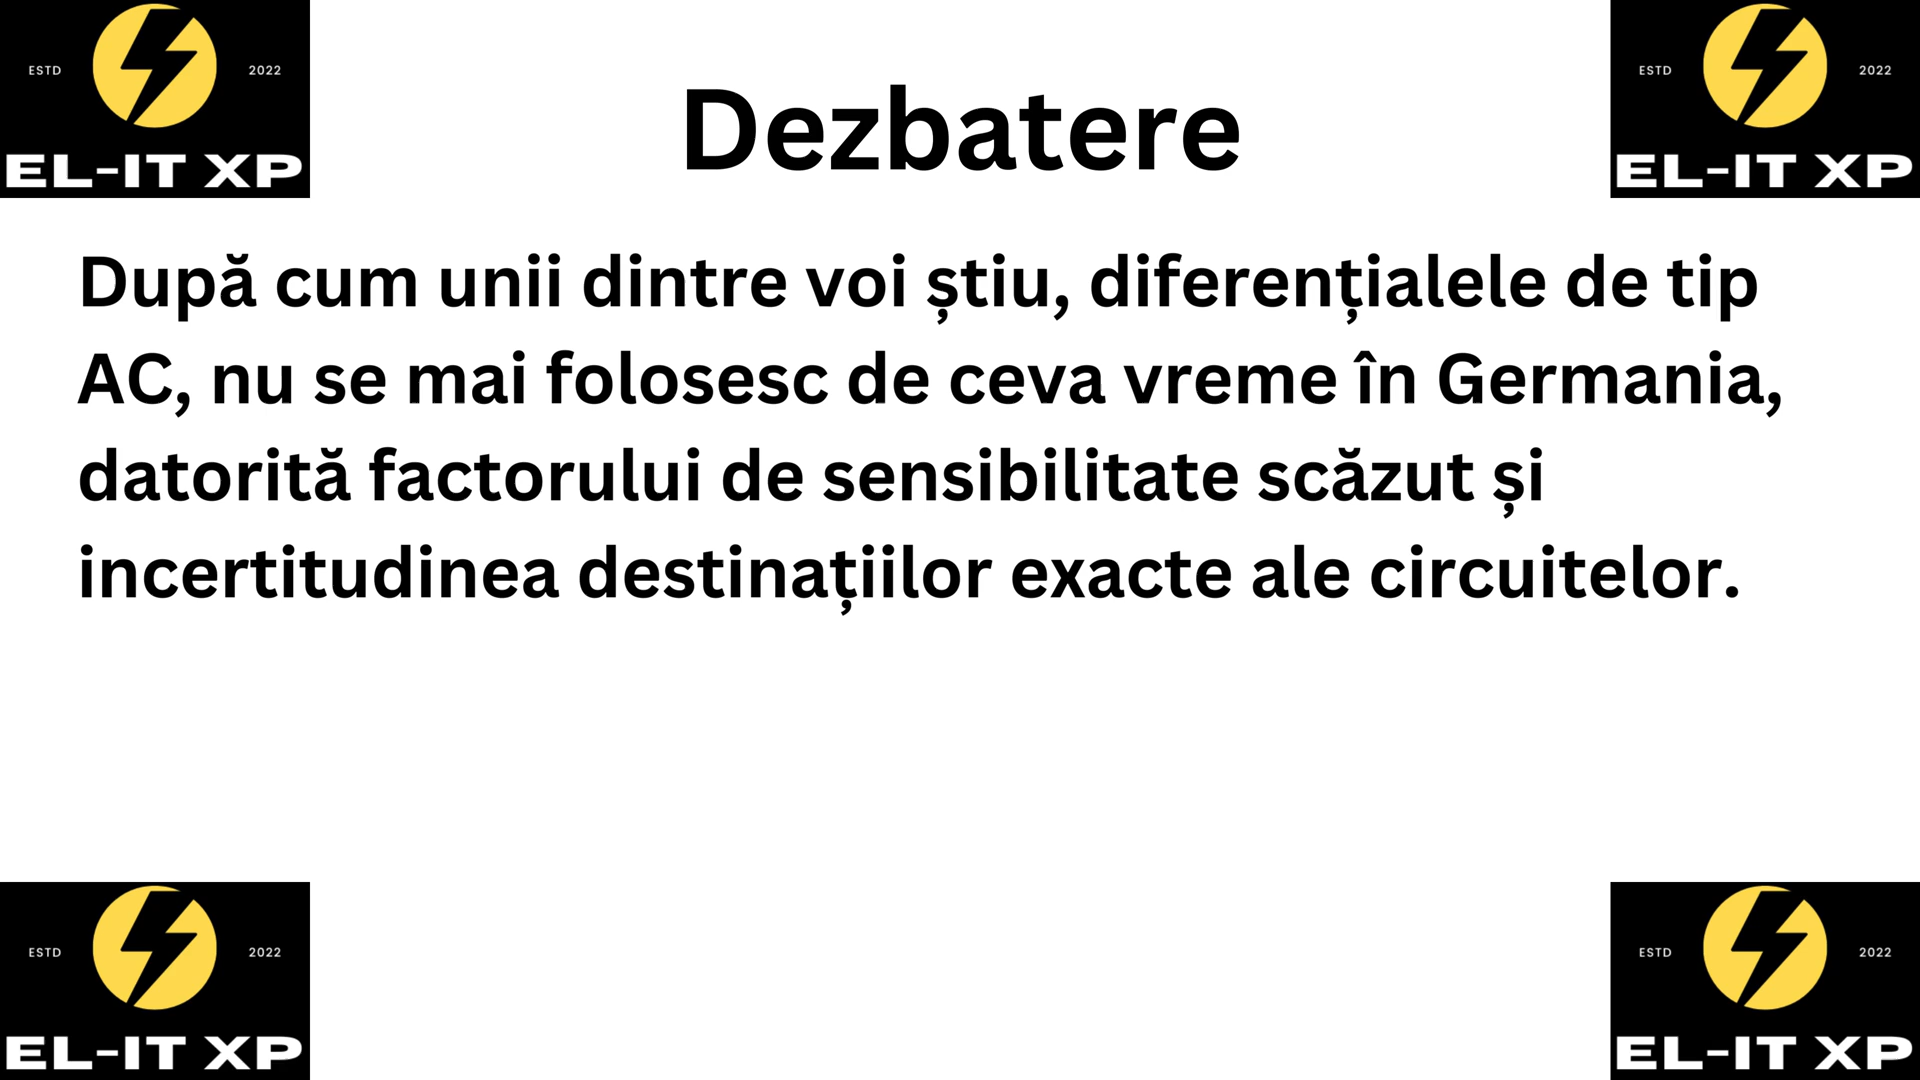 ESTD 2022
EL-IT XP
ESTD 2022
EL-IT XP
Dezbatere
După cum unii dintre voi știu, diferențialele de tip
AC, nu se mai folosesc de ceva vreme în Germania,
datorită factorului de sensibilitate scăzut și
incertitudinea destinațiilor exacte ale circuitelor.
ESTD 2022
EL-IT XP
ESTD 2022
EL-IT XP